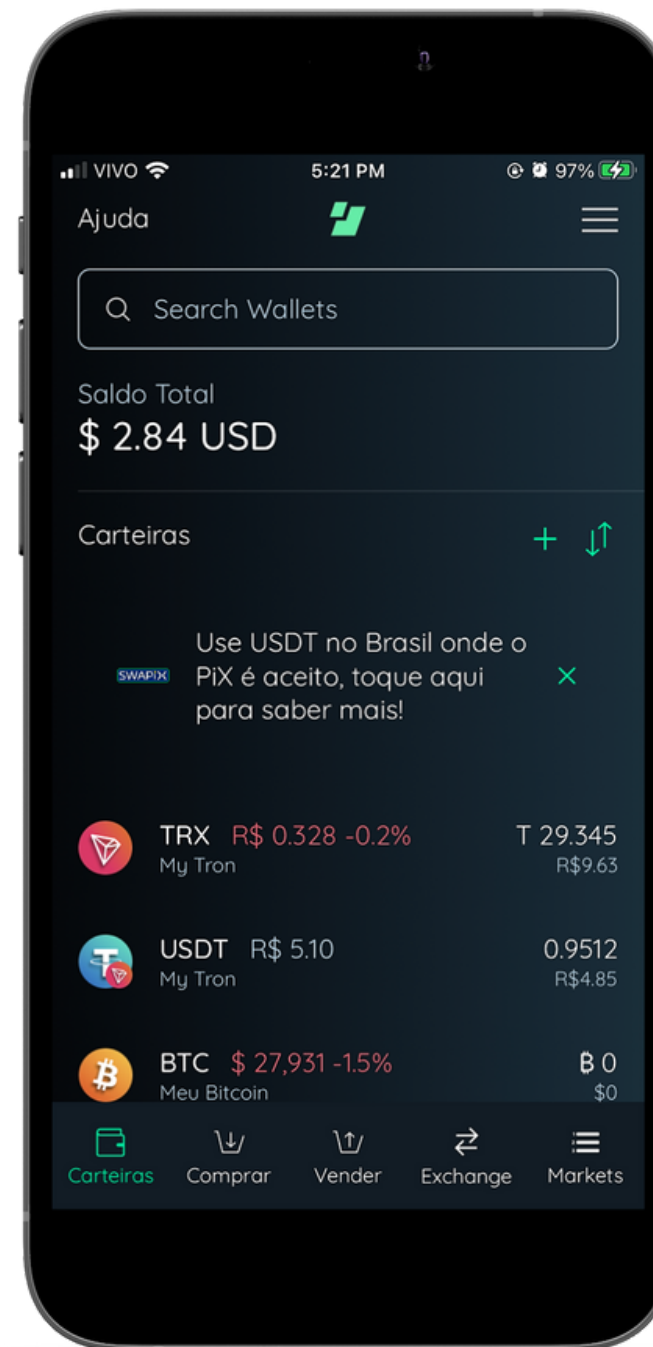 VIVO 5:21 PM 97%
Ajuda
Search Wallets
Saldo Total
$ 2.84 USD
Carteiras
Use USDT no Brasil onde o
SWAPIX PiX é aceito, toque aqui
para saber mais!
TRX R$ 0.328 -0.2% T 29.345
My Tron R$9.63
USDT R$ 5.10 0.9512
My Tron R$4.85
BTC $ 27,931 -1.5% ₿ 0
Meu Bitcoin $0
Carteiras Comprar Vender Exchange Markets